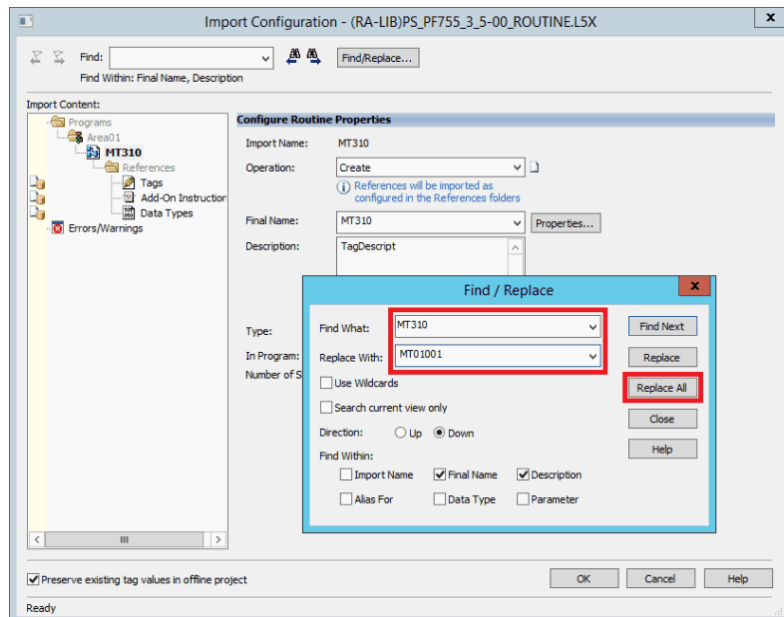 Import Configuration - (RA-LIB)PS_PF755_3_5-00_ROUTINE.L5X
x
Find:
Find/Replace...
Find Within: Final Name, Description
Import Content:
Programs
Area01
MT310
References
Tags
Add-On Instruction
Data Types
Errors/Warnings
Configure Routine Properties
Import Name: MT310
Operation: Create
References will be imported as
configured in the References folders
Final Name: MT310 Properties...
Description: TagDescript
Type:
In Program:
Number of S
Find / Replace
x
Find What: MT310 Find Next
Replace With: MT01001 Replace
Use Wildcards Replace All
Search current view only
Close
Direction: Up Down
Help
Find Within:
Import Name Final Name Description
Alias For Data Type Parameter
Preserve existing tag values in offline project OK Cancel Help
Ready